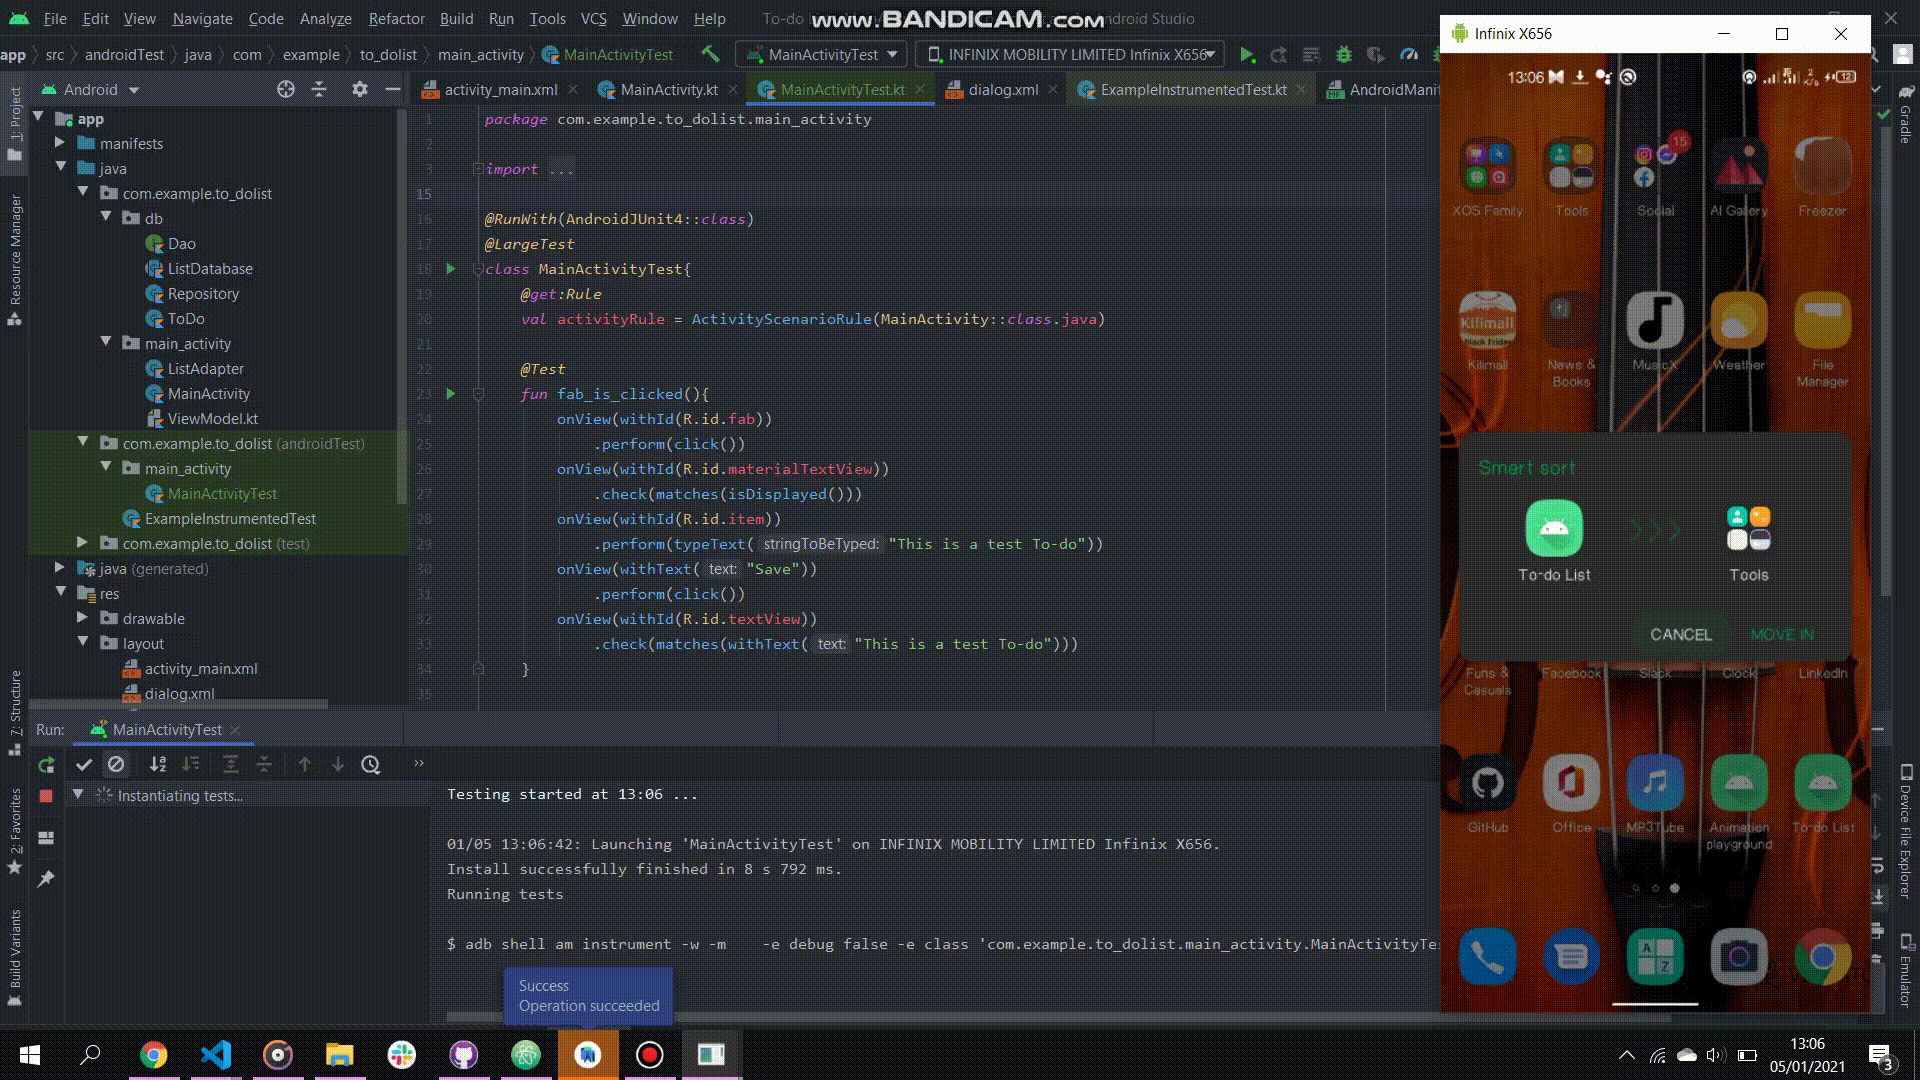 File Edit View Navigate Code Analyze Refactor Build Run Tools VCS Window Help To-do L
www.BANDICAM.com
Android Studio
app src androidTest java com example to_dolist main_activity MainActivityTest
MainActivityTest
INFINIX MOBILITY LIMITED Infinix X656
Android
activity_main.xml
MainActivity.kt
MainActivityTest.kt
dialog.xml
ExampleInstrumentedTest.kt
AndroidManif
1: Project
Resource Manager
7: Structure
2: Favorites
Build Variants
app
manifests
java
com.example.to_dolist
db
Dao
ListDatabase
Repository
ToDo
main_activity
ListAdapter
MainActivity
ViewModel.kt
com.example.to_dolist (androidTest)
main_activity
MainActivityTest
ExampleInstrumentedTest
com.example.to_dolist (test)
java (generated)
res
drawable
layout
activity_main.xml
dialog.xml
1 package com.example.to_dolist.main_activity
2
3 import ...
15
16 @RunWith(AndroidJUnit4::class)
17 @LargeTest
18 class MainActivityTest{
19 @get:Rule
20 val activityRule = ActivityScenarioRule(MainActivity::class.java)
21
22 @Test
23 fun fab_is_clicked(){
24 onView(withId(R.id.fab))
25 .perform(click())
26 onView(withId(R.id.materialTextView))
27 .check(matches(isDisplayed()))
28 onView(withId(R.id.item))
29 .perform(typeText( stringToBeTyped: "This is a test To-do"))
30 onView(withText( text: "Save"))
31 .perform(click())
32 onView(withId(R.id.textView))
33 .check(matches(withText( text: "This is a test To-do")))
34 }
35
Run: MainActivityTest
Instantiating tests...
Testing started at 13:06 ...
01/05 13:06:42: Launching 'MainActivityTest' on INFINIX MOBILITY LIMITED Infinix X656.
Install successfully finished in 8 s 792 ms.
Running tests
$ adb shell am instrument -w -m -e debug false -e class 'com.example.to_dolist.main_activity.MainActivityTe
Success
Operation succeeded
Infinix X656
13:06
12
15
XOS Family Tools Social AI Gallery Freezer
Kilimall
Black Friday
Kilimall News & Books MusicX Weather File Manager
Smart sort
To-do List Tools
CANCEL MOVE IN
Funs & Casuals Facebook Slack Clock LinkedIn
GitHub Office MP3Tube Animation playground To-do List
A
Z
Gradle
Device File Explorer
Emulator
13:06
05/01/2021
3